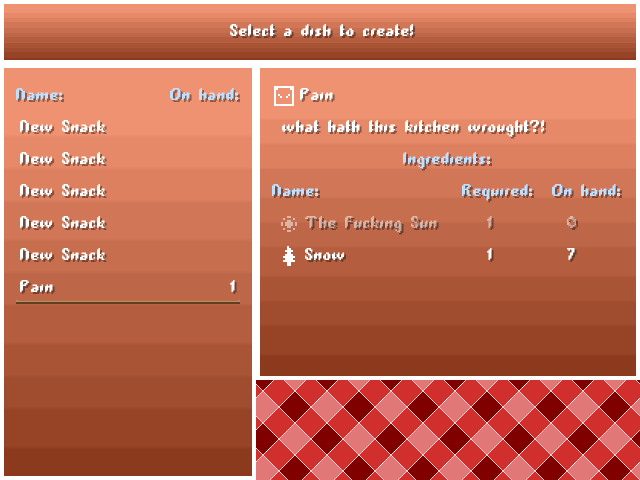 Select a dish to create!
Name: On hand:
New Snack
New Snack
New Snack
New Snack
New Snack
Pain 1
Pain
what hath this kitchen wrought?!
Ingredients:
Name: Required: On hand:
The Fucking Sun 1 0
Snow 1 7